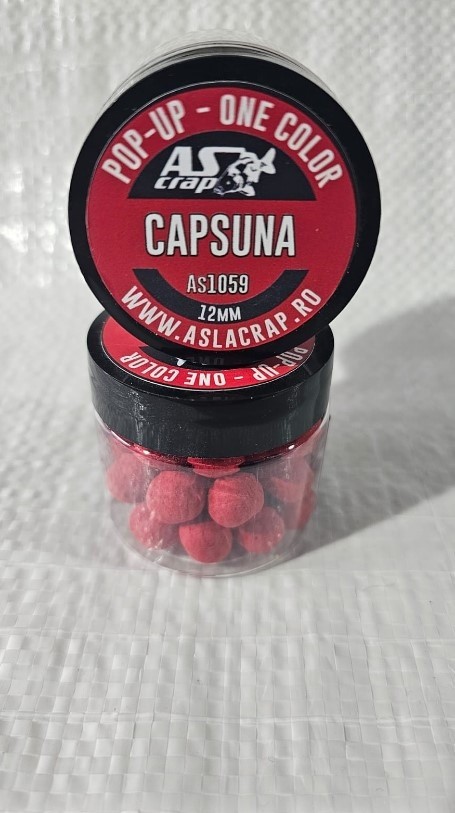 POP-UP - ONE COLOR
AS
crap
CAPSUNA
AS1059
12MM
WWW.ASLACRAP.RO
POP-UP - ONE COLOR